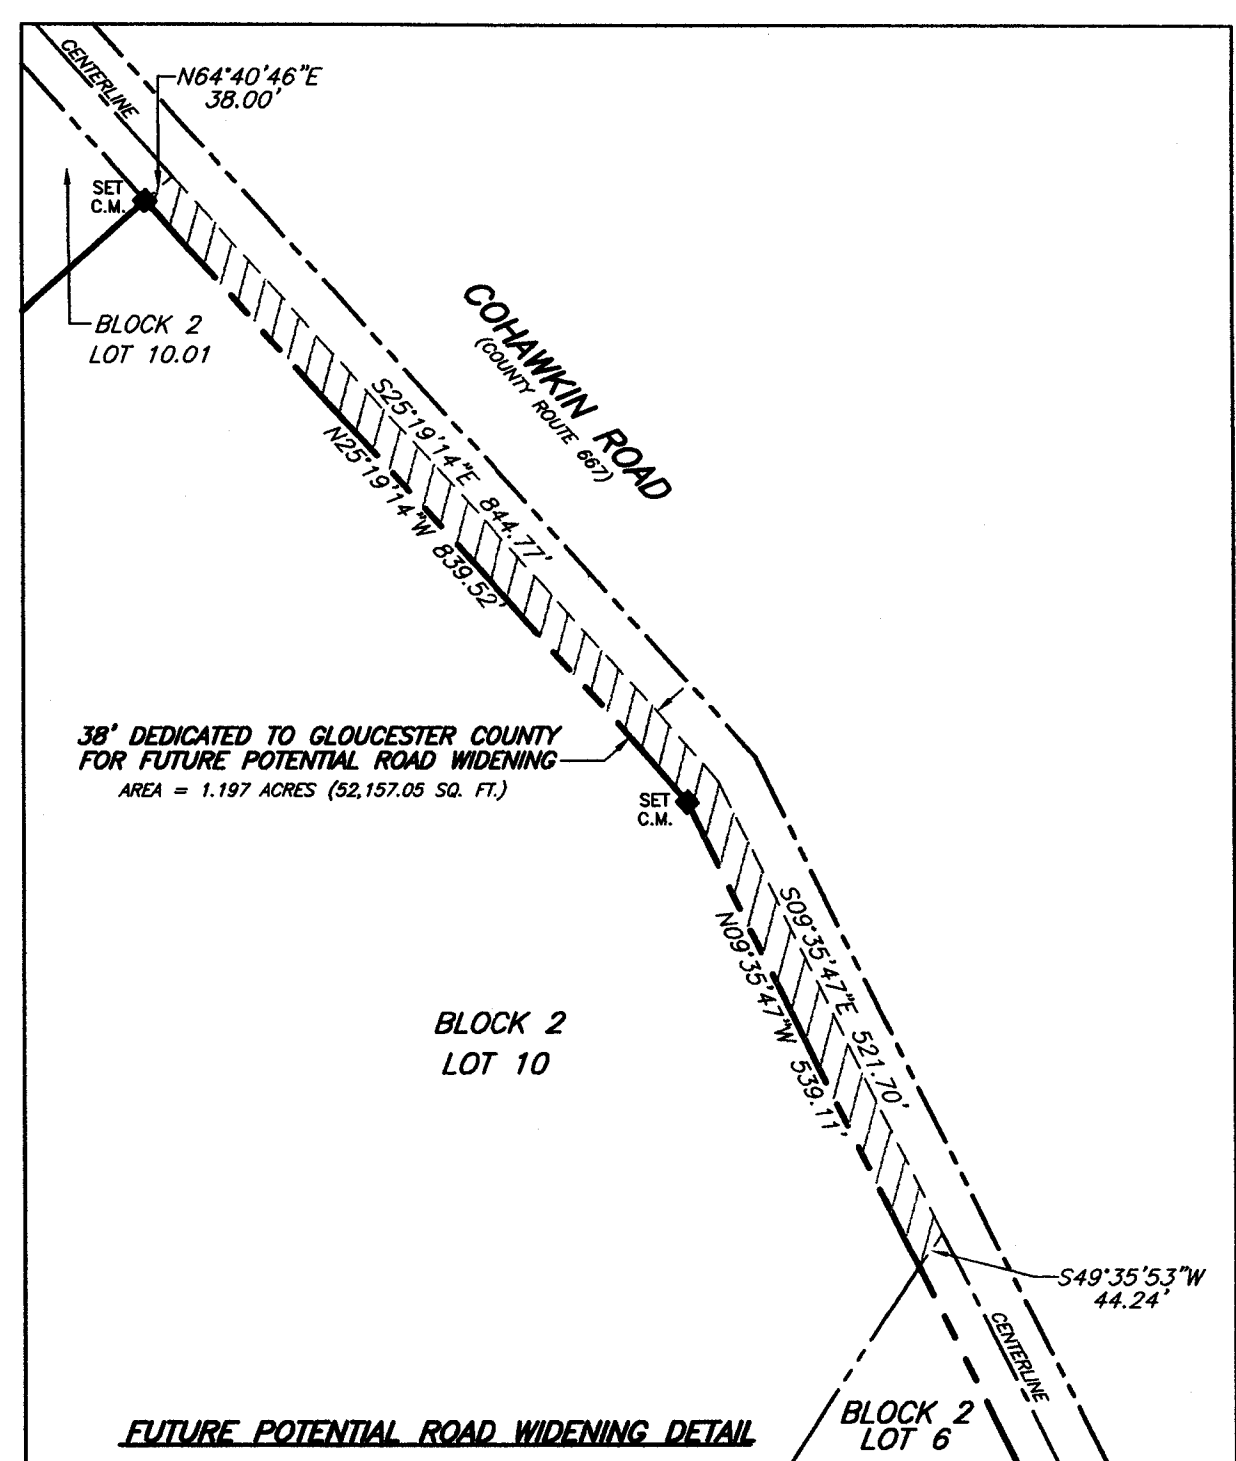 CENTERLINE
N64°40'46"E
38.00'
SET
C.M.
BLOCK 2
LOT 10.01
COHAWKIN ROAD
(COUNTY ROUTE 667)
S25°19'14"E 844.77'
N25°19'14"W 839.52'
38' DEDICATED TO GLOUCESTER COUNTY
FOR FUTURE POTENTIAL ROAD WIDENING
AREA = 1.197 ACRES (52,157.05 SQ. FT.)
SET
C.M.
S09°35'47"E 521.70'
N09°35'47"W 539.11'
BLOCK 2
LOT 10
S49°35'53"W
44.24'
CENTERLINE
BLOCK 2
LOT 6
FUTURE POTENTIAL ROAD WIDENING DETAIL